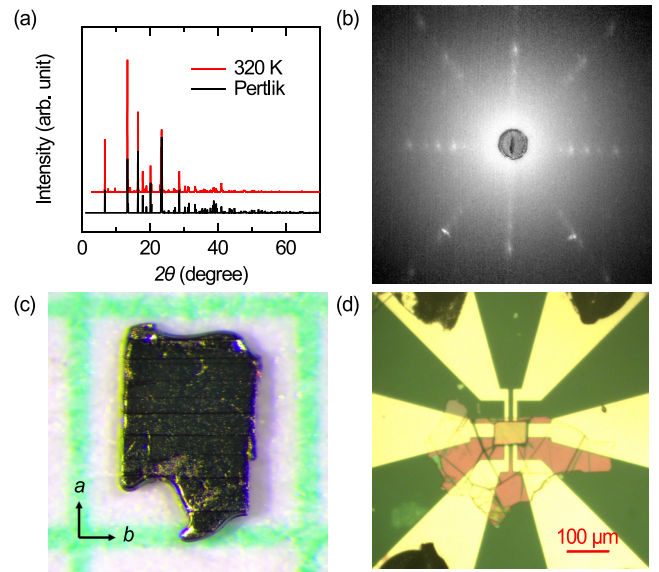 (a)
Intensity (arb. unit)
320 K
Pertlik
0
20
40
60
2θ (degree)
(b)
(c)
a
b
(d)
100 μm